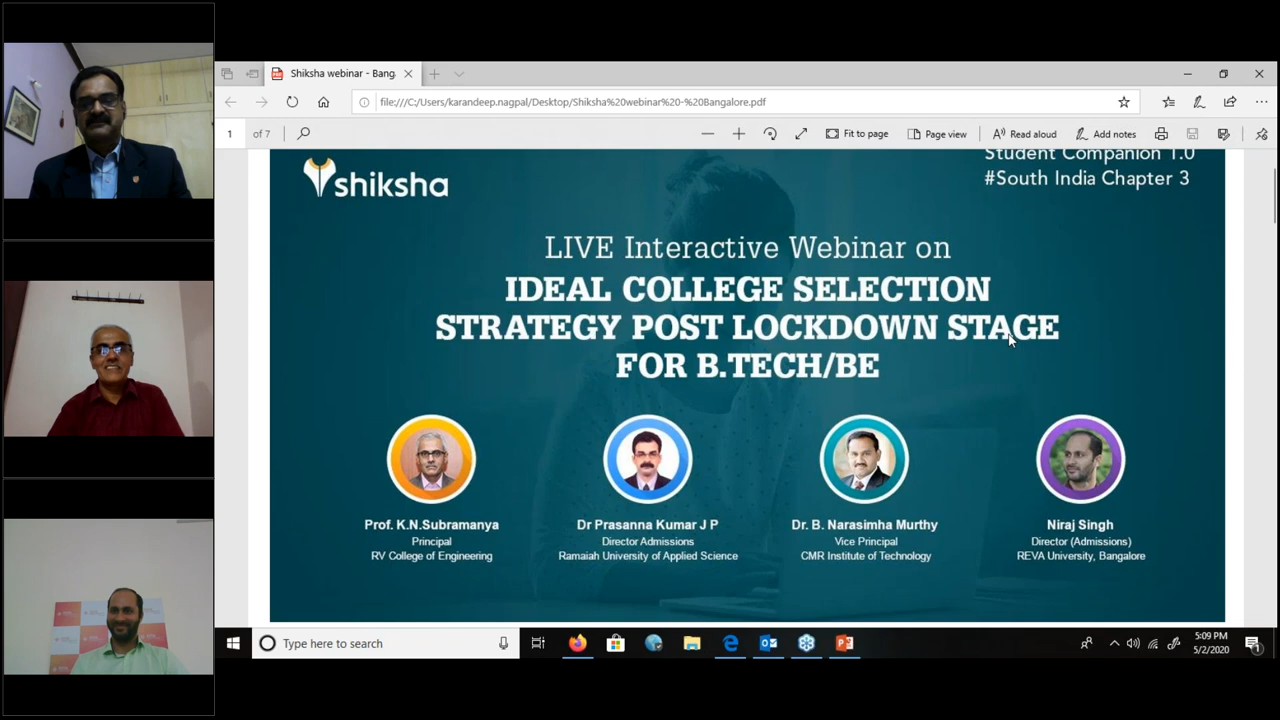 Shiksha webinar - Bang.
file:///C:/Users/karandeep.nagpal/Desktop/Shiksha%20webinar%20-%20Bangalore.pdf
1 of 7
Fit to page
Page view
Read aloud
Add notes
shiksha
Student Companion 1.0
#South India Chapter 3
LIVE Interactive Webinar on
IDEAL COLLEGE SELECTION
STRATEGY POST LOCKDOWN STAGE
FOR B.TECH/BE
Prof. K.N.Subramanya
Principal
RV College of Engineering
Dr Prasanna Kumar J P
Director Admissions
Ramaiah University of Applied Science
Dr. B. Narasimha Murthy
Vice Principal
CMR Institute of Technology
Niraj Singh
Director (Admissions)
REVA University, Bangalore
Type here to search
5:09 PM
5/2/2020